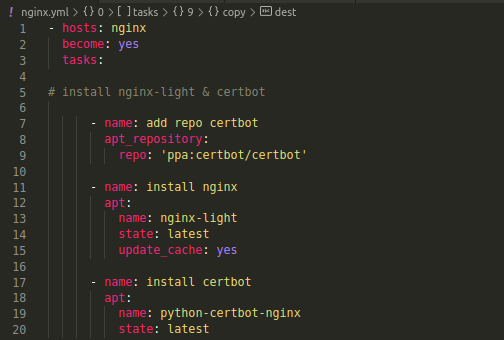 ! nginx.yml > {} 0 > [ ] tasks > {} 9 > {} copy > abc dest
1 - hosts: nginx
2 become: yes
3 tasks:
4
5 # install nginx-light & certbot
6
7 - name: add repo certbot
8 apt_repository:
9 repo: 'ppa:certbot/certbot'
10
11 - name: install nginx
12 apt:
13 name: nginx-light
14 state: latest
15 update_cache: yes
16
17 - name: install certbot
18 apt:
19 name: python-certbot-nginx
20 state: latest